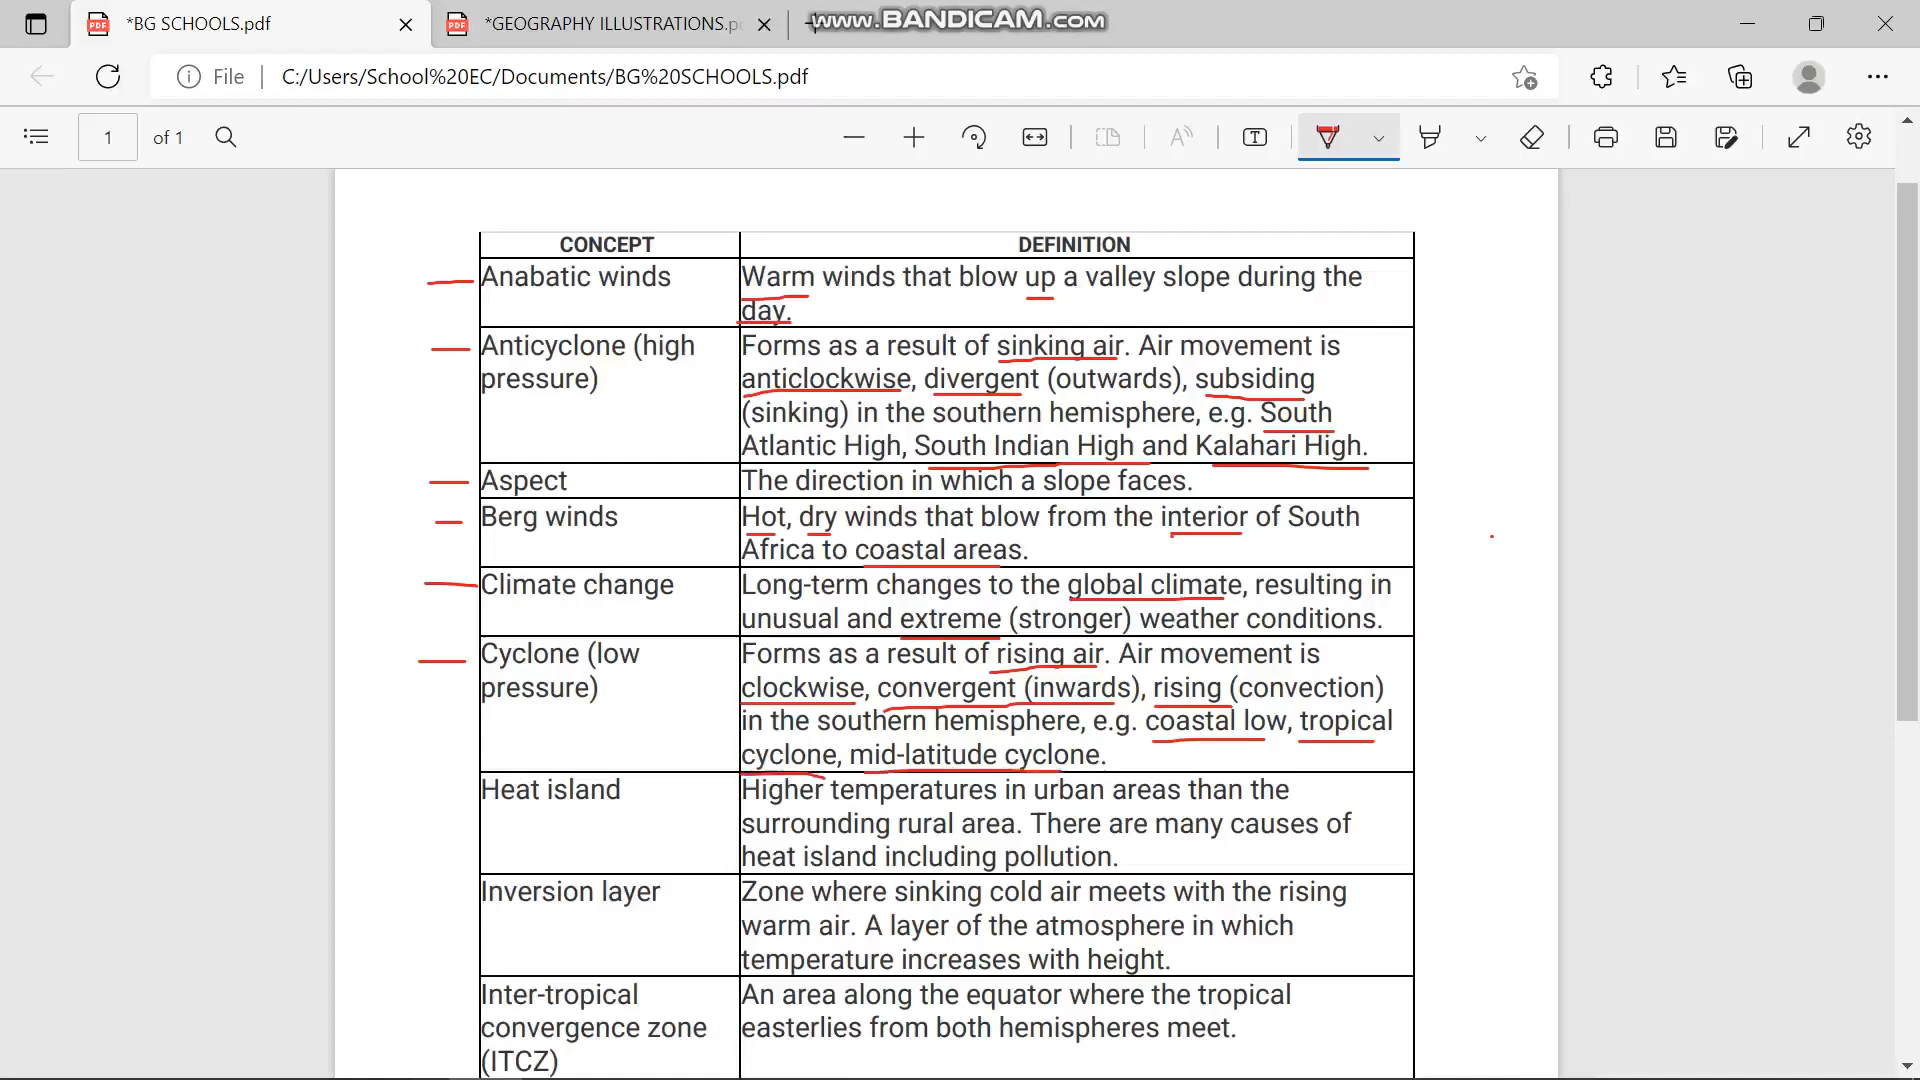 *BG SCHOOLS.pdf
*GEOGRAPHY ILLUSTRATIONS.p
www.BANDICAM.COM
File
C:/Users/School%20EC/Documents/BG%20SCHOOLS.pdf
1 of 1
CONCEPT DEFINITION
Anabatic winds
Warm winds that blow up a valley slope during the
day.
Anticyclone (high
pressure)
Forms as a result of sinking air. Air movement is
anticlockwise, divergent (outwards), subsiding
(sinking) in the southern hemisphere, e.g. South
Atlantic High, South Indian High and Kalahari High.
Aspect
The direction in which a slope faces.
Berg winds
Hot, dry winds that blow from the interior of South
Africa to coastal areas.
Climate change
Long-term changes to the global climate, resulting in
unusual and extreme (stronger) weather conditions.
Cyclone (low
pressure)
Forms as a result of rising air. Air movement is
clockwise, convergent (inwards), rising (convection)
in the southern hemisphere, e.g. coastal low, tropical
cyclone, mid-latitude cyclone.
Heat island
Higher temperatures in urban areas than the
surrounding rural area. There are many causes of
heat island including pollution.
Inversion layer
Zone where sinking cold air meets with the rising
warm air. A layer of the atmosphere in which
temperature increases with height.
Inter-tropical
convergence zone
(ITCZ)
An area along the equator where the tropical
easterlies from both hemispheres meet.